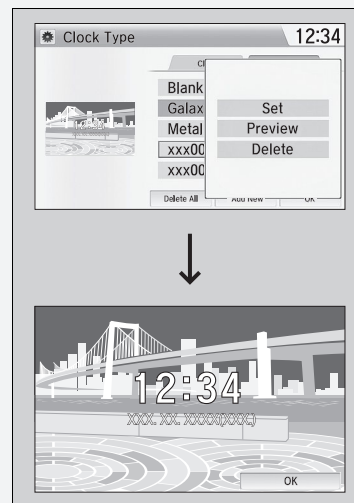 Clock Type
12:34
Blank
Galax
Metal
xxx00
xxx00
Set
Preview
Delete
Delete All
Add New
OK
12:34
XXX. XX. XXXX(XXX.)
OK